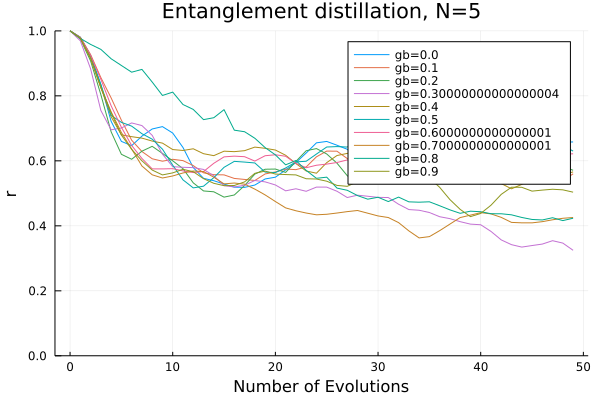 Entanglement distillation, N=5
1.0
0.8
0.6
0.4
0.2
0.0
r
gb=0.0
gb=0.1
gb=0.2
gb=0.30000000000000004
gb=0.4
gb=0.5
gb=0.6000000000000001
gb=0.7000000000000001
gb=0.8
gb=0.9
0 10 20 30 40 50
Number of Evolutions